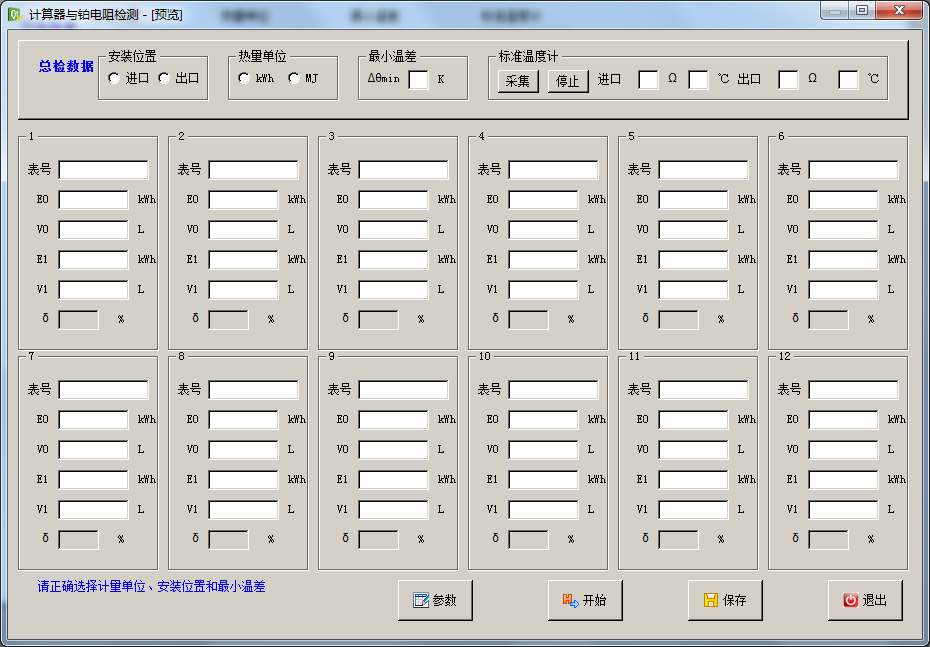 计算器与铂电阻检测 - [预览]
总检数据
安装位置
进口 出口
热量单位
kWh MJ
最小温差
Δθmin K
标准温度计
采集 停止 进口 Ω ℃ 出口 Ω ℃
1 2 3 4 5 6
表号 表号 表号 表号 表号 表号
E0 kWh E0 kWh E0 kWh E0 kWh E0 kWh E0 kWh
V0 L V0 L V0 L V0 L V0 L V0 L
E1 kWh E1 kWh E1 kWh E1 kWh E1 kWh E1 kWh
V1 L V1 L V1 L V1 L V1 L V1 L
δ % δ % δ % δ % δ % δ %
7 8 9 10 11 12
表号 表号 表号 表号 表号 表号
E0 kWh E0 kWh E0 kWh E0 kWh E0 kWh E0 kWh
V0 L V0 L V0 L V0 L V0 L V0 L
E1 kWh E1 kWh E1 kWh E1 kWh E1 kWh E1 kWh
V1 L V1 L V1 L V1 L V1 L V1 L
δ % δ % δ % δ % δ % δ %
请正确选择计量单位、安装位置和最小温差
参数 开始 保存 退出